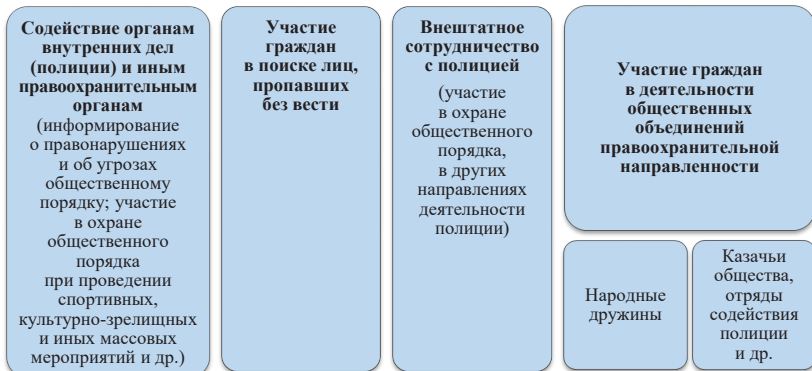 Содействие органам
внутренних дел
(полиции) и иным
правоохранительным
органам
(информирование
о правонарушениях
и об угрозах
общественному
порядку; участие
в охране
общественного
порядка
при проведении
спортивных,
культурно-зрелищных
и иных массовых
мероприятий и др.)
Участие
граждан
в поиске лиц,
пропавших
без вести
Внештатное
сотрудничество
с полицией
(участие
в охране
общественного
порядка,
в других
направлениях
деятельности
полиции)
Участие граждан
в деятельности
общественных
объединений
правоохранительной
направленности
Народные
дружины
Казачьи
общества,
отряды
содействия
полиции
и др.